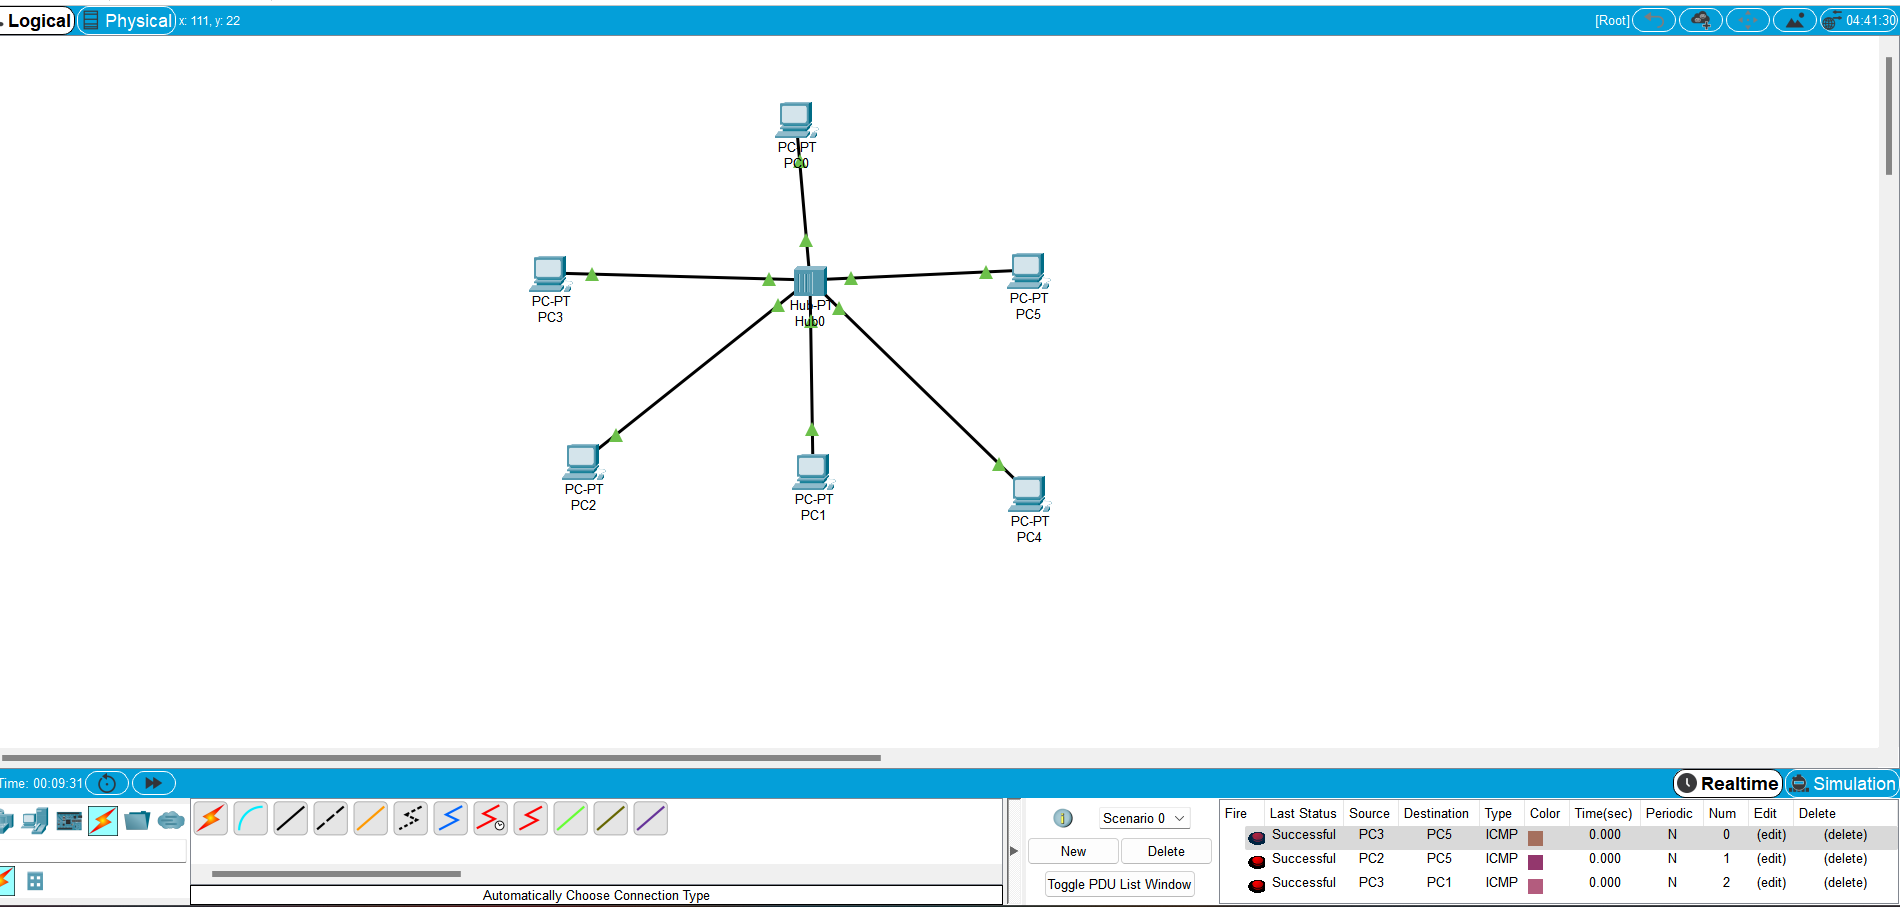 Logical Physical x: 111, y: 22 [Root] 04:41:30
PC-PT
PC0
PC-PT
PC3
Hub-PT
Hub0
PC-PT
PC5
PC-PT
PC2
PC-PT
PC1
PC-PT
PC4
Time: 00:09:31 Realtime Simulation
Scenario 0
New Delete
Toggle PDU List Window
Automatically Choose Connection Type
Fire Last Status Source Destination Type Color Time(sec) Periodic Num Edit Delete
Successful PC3 PC5 ICMP 0.000 N 0 (edit) (delete)
Successful PC2 PC5 ICMP 0.000 N 1 (edit) (delete)
Successful PC3 PC1 ICMP 0.000 N 2 (edit) (delete)